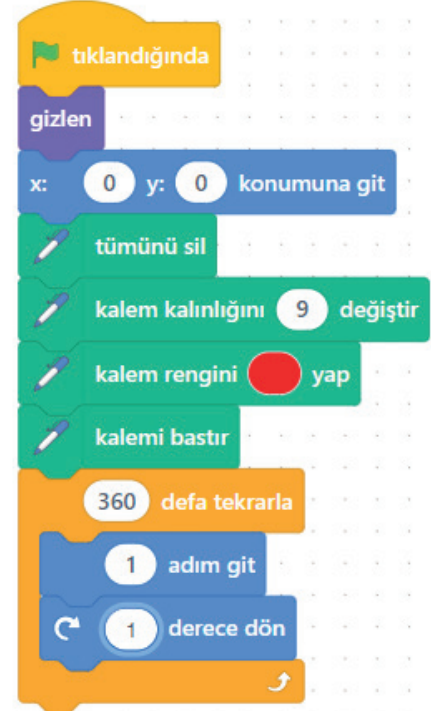 tıklandığında
gizlen
x: 0 y: 0 konumuna git
tümünü sil
kalem kalınlığını 9 değiştir
kalem rengini yap
kalemi bastır
360 defa tekrarla
1 adım git
1 derece dön